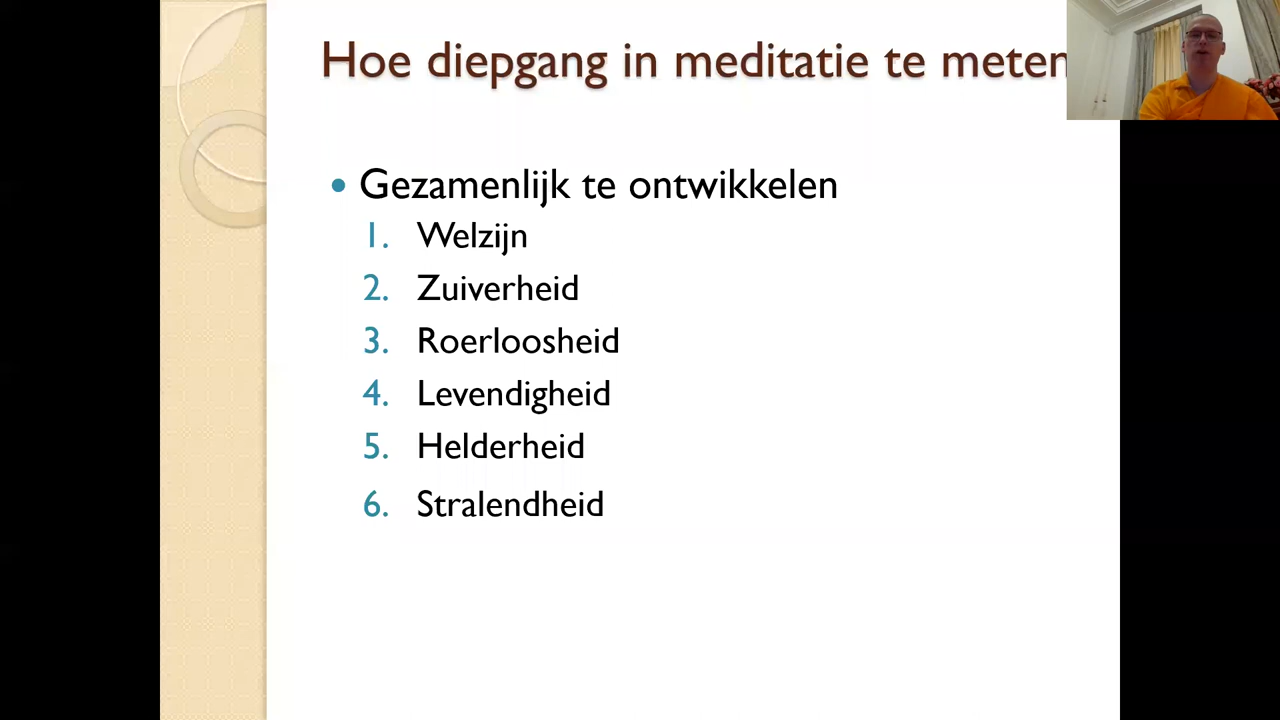 Hoe diepgang in meditatie te meten
• Gezamenlijk te ontwikkelen
1. Welzijn
2. Zuiverheid
3. Roerloosheid
4. Levendigheid
5. Helderheid
6. Stralendheid